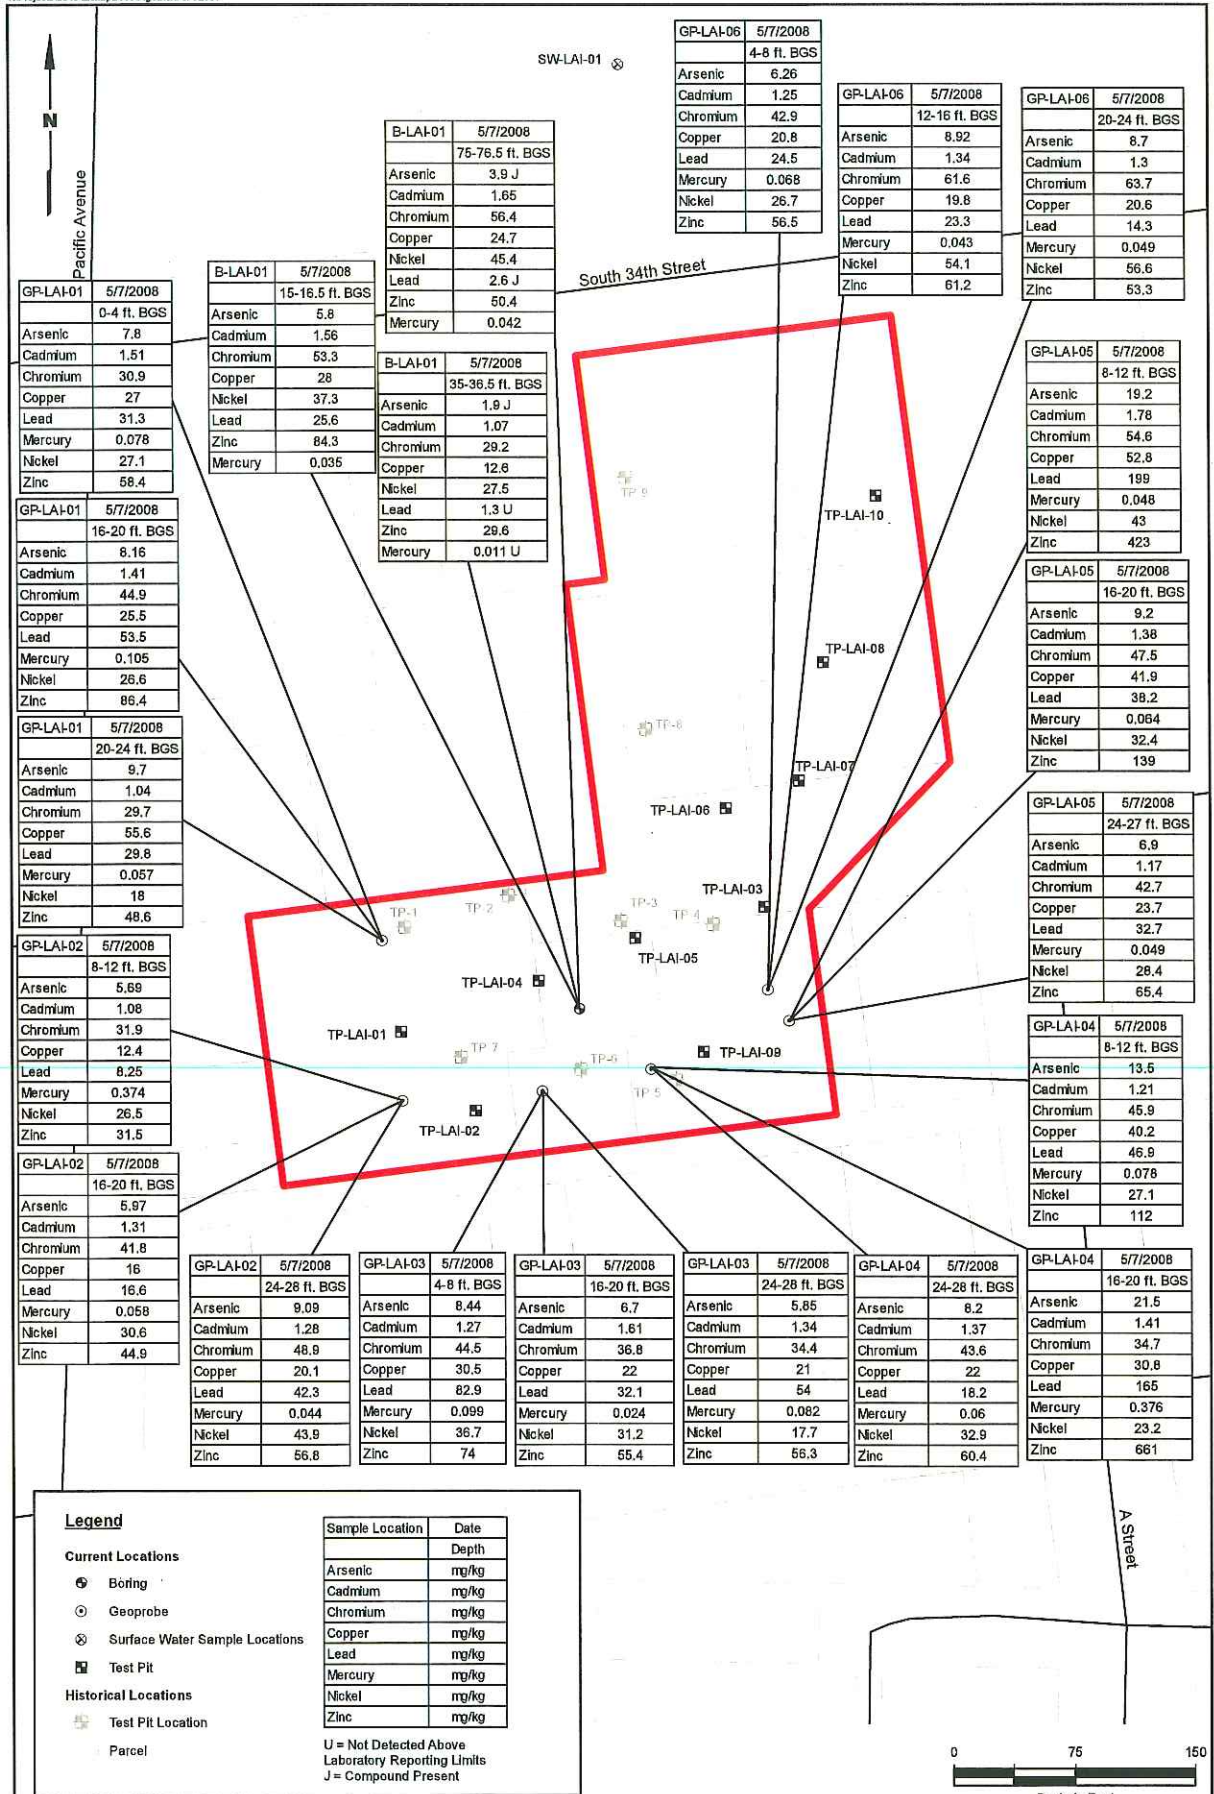 SW-LAI-01
N
Pacific Avenue
South 34th Street
A Street
GP-LAI-06 5/7/2008
4-8 ft. BGS
Arsenic 6.26
Cadmium 1.25
Chromium 42.9
Copper 20.8
Lead 24.5
Mercury 0.068
Nickel 26.7
Zinc 56.5
GP-LAI-06 5/7/2008
12-16 ft. BGS
Arsenic 8.92
Cadmium 1.34
Chromium 61.6
Copper 19.8
Lead 23.3
Mercury 0.043
Nickel 54.1
Zinc 61.2
GP-LAI-06 5/7/2008
20-24 ft. BGS
Arsenic 8.7
Cadmium 1.3
Chromium 63.7
Copper 20.6
Lead 14.3
Mercury 0.049
Nickel 56.6
Zinc 53.3
B-LAI-01 5/7/2008
75-76.5 ft. BGS
Arsenic 3.9 J
Cadmium 1.65
Chromium 56.4
Copper 24.7
Nickel 45.4
Lead 2.6 J
Zinc 50.4
Mercury 0.042
B-LAI-01 5/7/2008
15-16.5 ft. BGS
Arsenic 5.8
Cadmium 1.56
Chromium 53.3
Copper 28
Nickel 37.3
Lead 25.6
Zinc 84.3
Mercury 0.035
B-LAI-01 5/7/2008
35-36.5 ft. BGS
Arsenic 1.9 J
Cadmium 1.07
Chromium 29.2
Copper 12.6
Nickel 27.5
Lead 1.3 U
Zinc 29.6
Mercury 0.011 U
GP-LAI-01 5/7/2008
0-4 ft. BGS
Arsenic 7.8
Cadmium 1.51
Chromium 30.9
Copper 27
Lead 31.3
Mercury 0.078
Nickel 27.1
Zinc 58.4
GP-LAI-01 5/7/2008
16-20 ft. BGS
Arsenic 8.16
Cadmium 1.41
Chromium 44.9
Copper 25.5
Lead 53.5
Mercury 0.105
Nickel 26.6
Zinc 86.4
GP-LAI-01 5/7/2008
20-24 ft. BGS
Arsenic 9.7
Cadmium 1.04
Chromium 29.7
Copper 55.6
Lead 29.8
Mercury 0.057
Nickel 18
Zinc 48.6
GP-LAI-02 5/7/2008
8-12 ft. BGS
Arsenic 5.69
Cadmium 1.08
Chromium 31.9
Copper 12.4
Lead 8.25
Mercury 0.374
Nickel 26.5
Zinc 31.5
GP-LAI-02 5/7/2008
16-20 ft. BGS
Arsenic 5.97
Cadmium 1.31
Chromium 41.8
Copper 16
Lead 16.6
Mercury 0.058
Nickel 30.6
Zinc 44.9
GP-LAI-05 5/7/2008
8-12 ft. BGS
Arsenic 19.2
Cadmium 1.78
Chromium 54.6
Copper 52.8
Lead 199
Mercury 0.048
Nickel 43
Zinc 423
GP-LAI-05 5/7/2008
16-20 ft. BGS
Arsenic 9.2
Cadmium 1.38
Chromium 47.5
Copper 41.9
Lead 38.2
Mercury 0.064
Nickel 32.4
Zinc 139
GP-LAI-05 5/7/2008
24-27 ft. BGS
Arsenic 6.9
Cadmium 1.17
Chromium 42.7
Copper 23.7
Lead 32.7
Mercury 0.049
Nickel 28.4
Zinc 65.4
GP-LAI-04 5/7/2008
8-12 ft. BGS
Arsenic 13.5
Cadmium 1.21
Chromium 45.9
Copper 40.2
Lead 46.9
Mercury 0.078
Nickel 27.1
Zinc 112
GP-LAI-04 5/7/2008
16-20 ft. BGS
Arsenic 21.5
Cadmium 1.41
Chromium 34.7
Copper 30.8
Lead 165
Mercury 0.376
Nickel 23.2
Zinc 661
GP-LAI-02 5/7/2008
24-28 ft. BGS
Arsenic 9.09
Cadmium 1.28
Chromium 48.9
Copper 20.1
Lead 42.3
Mercury 0.044
Nickel 43.9
Zinc 56.8
GP-LAI-03 5/7/2008
4-8 ft. BGS
Arsenic 8.44
Cadmium 1.27
Chromium 44.5
Copper 30.5
Lead 82.9
Mercury 0.099
Nickel 36.7
Zinc 74
GP-LAI-03 5/7/2008
16-20 ft. BGS
Arsenic 6.7
Cadmium 1.61
Chromium 36.8
Copper 22
Lead 32.1
Mercury 0.024
Nickel 31.2
Zinc 55.4
GP-LAI-03 5/7/2008
24-28 ft. BGS
Arsenic 5.85
Cadmium 1.34
Chromium 34.4
Copper 21
Lead 54
Mercury 0.082
Nickel 17.7
Zinc 56.3
GP-LAI-04 5/7/2008
24-28 ft. BGS
Arsenic 8.2
Cadmium 1.37
Chromium 43.6
Copper 22
Lead 18.2
Mercury 0.06
Nickel 32.9
Zinc 60.4
TP-9
TP-LAI-10
TP-LAI-08
TP-8
TP-LAI-07
TP-LAI-06
TP-LAI-03
TP-1
TP-2
TP-3
TP-4
TP-LAI-05
TP-LAI-04
TP-LAI-01
TP-7
TP-6
TP-LAI-09
TP-5
TP-LAI-02
Legend
Current Locations
Boring
Geoprobe
Surface Water Sample Locations
Test Pit
Historical Locations
Test Pit Location
Parcel
Sample Location Date
Depth
Arsenic mg/kg
Cadmium mg/kg
Chromium mg/kg
Copper mg/kg
Lead mg/kg
Mercury mg/kg
Nickel mg/kg
Zinc mg/kg
U = Not Detected Above
Laboratory Reporting Limits
J = Compound Present
0 75 150